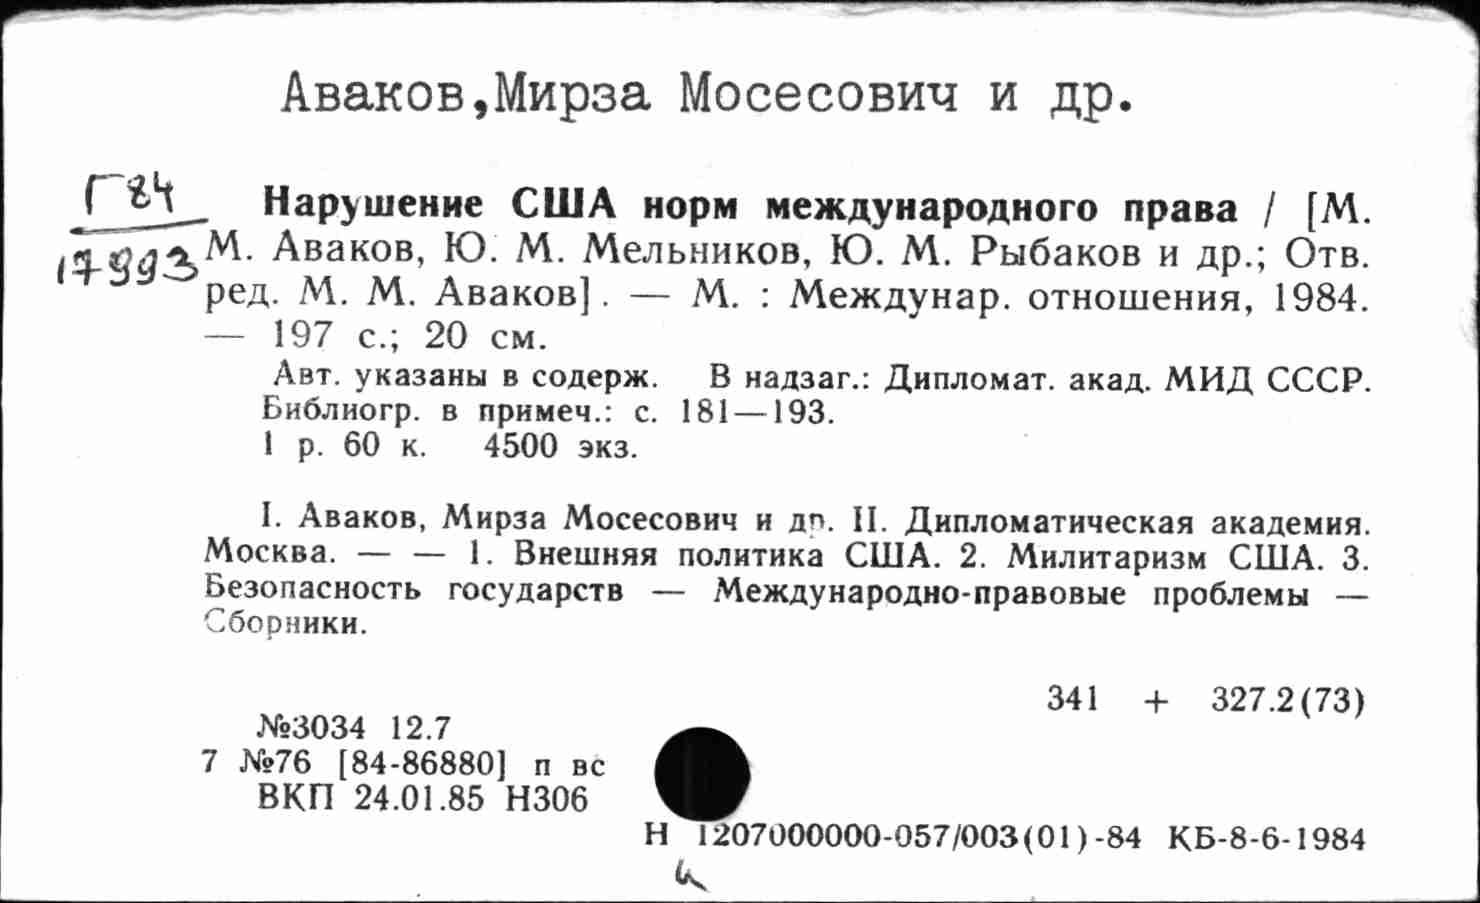 Аваков,Мирза Мосесович и др.
Г84
17993
Нарушение США норм международного права / [М.
М. Аваков, Ю. М. Мельников, Ю. М. Рыбаков и др.; Отв.
ред. М. М. Аваков]. — М. : Междунар. отношения, 1984.
— 197 с.; 20 см.
Авт. указаны в содерж. В надзаг.: Дипломат. акад. МИД СССР.
Библиогр. в примеч.: с. 181—193.
1 р. 60 к. 4500 экз.
I. Аваков, Мирза Мосесович и др. II. Дипломатическая академия.
Москва. — — 1. Внешняя политика США. 2. Милитаризм США. 3.
Безопасность государств — Международно-правовые проблемы —
Сборники.
341 + 327.2(73)
№3034 12.7
7 №76 [84-86880] п вс
ВКП 24.01.85 Н306
Н 1207000000-057/003(01)-84 КБ-8-6-1984